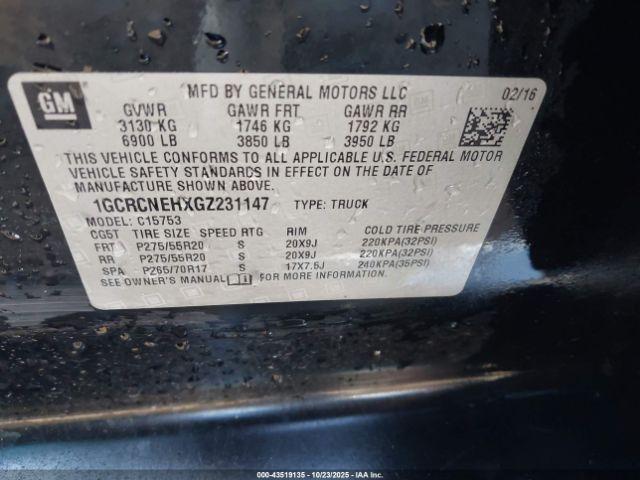 GM
MFD BY GENERAL MOTORS LLC 02/16
GVWR GAWR FRT GAWR RR
3130 KG 1746 KG 1792 KG
6900 LB 3850 LB 3950 LB
THIS VEHICLE CONFORMS TO ALL APPLICABLE U.S. FEDERAL MOTOR
VEHICLE SAFETY STANDARDS IN EFFECT ON THE DATE OF
MANUFACTURE SHOWN ABOVE.
1GCRCNEHXGZ231147 TYPE: TRUCK
MODEL: C15753
CG5T TIRE SIZE SPEED RTG RIM COLD TIRE PRESSURE
FRT P275/55R20 S 20X9J 220KPA(32PSI)
RR P275/55R20 S 20X9J 220KPA(32PSI)
SPA P265/70R17 S 17X7.5J 240KPA(35PSI)
SEE OWNER'S MANUAL FOR MORE INFORMATION.
000-43519135 - 10/23/2025 - Copyright IAA, LLC